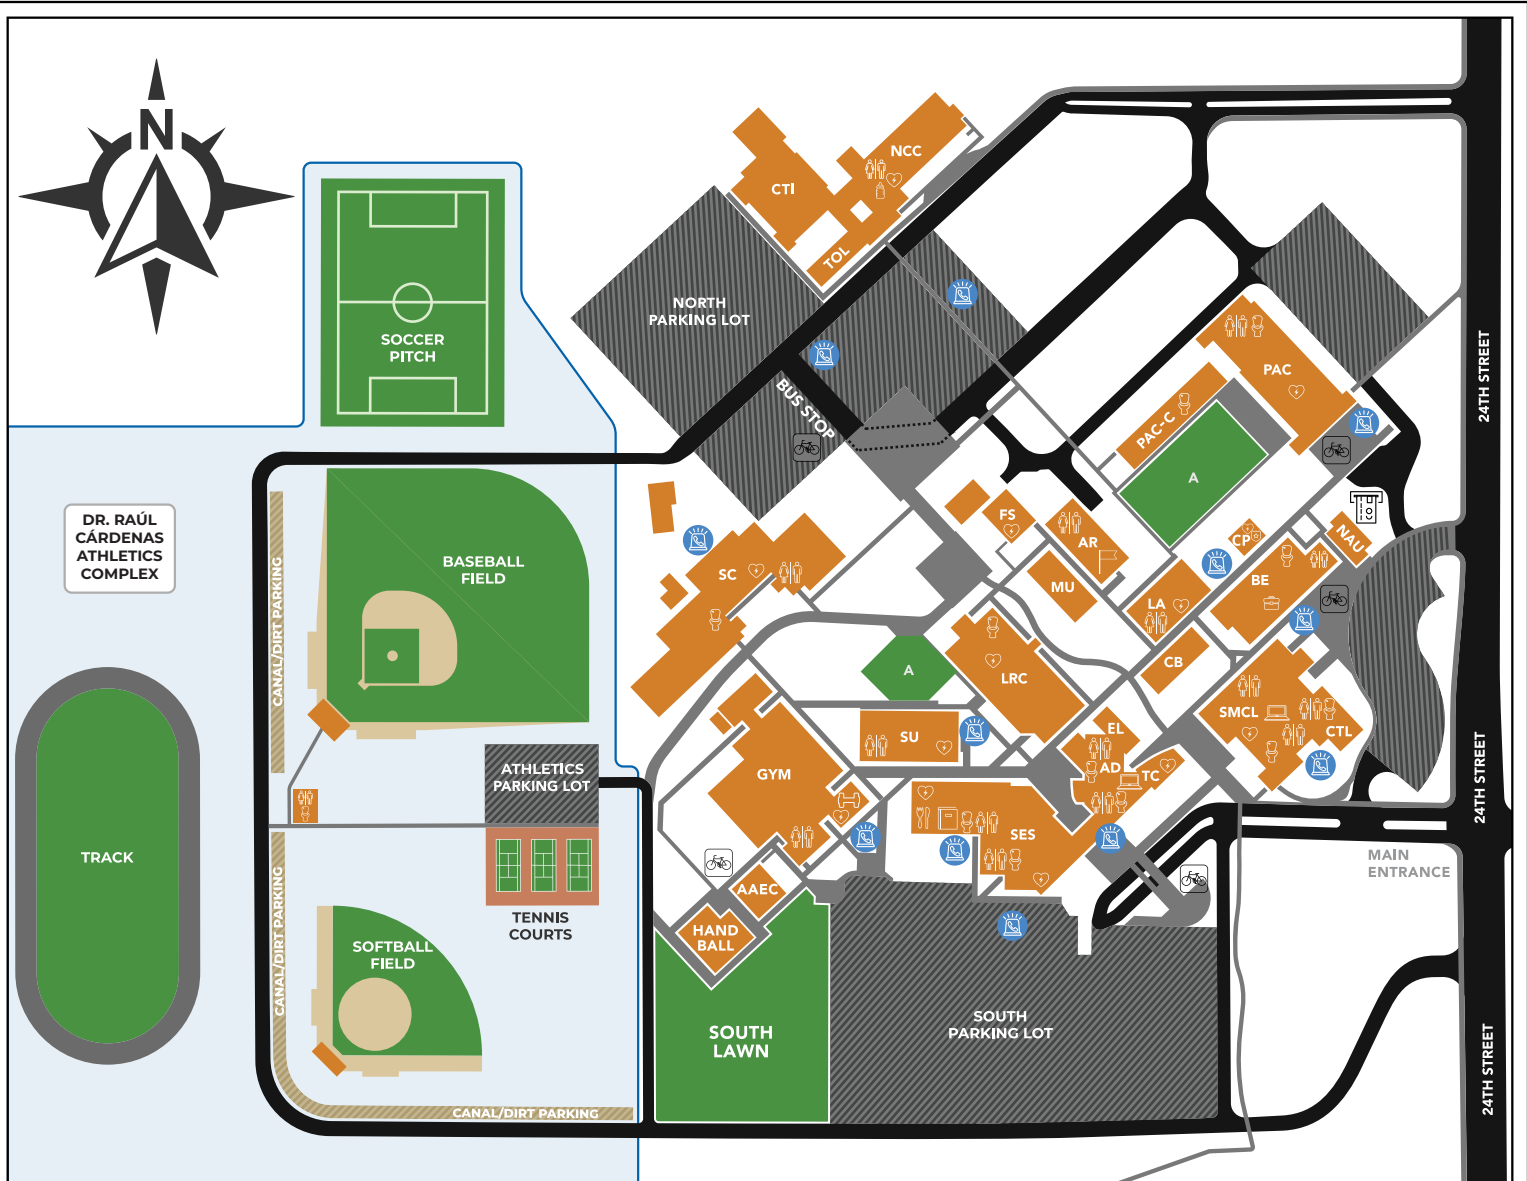 N
NCC
CTI
TOL
NORTH
PARKING LOT
SOCCER
PITCH
BUS STOP
PAC
PAC-C
A
24TH STREET
DR. RAÚL
CÁRDENAS
ATHLETICS
COMPLEX
CANAL/DIRT PARKING
BASEBALL
FIELD
SC
FS
AR
MU
CP
NAU
BE
LA
CB
A
LRC
SU
EL
AD
TC
SMCL
CTL
24TH STREET
GYM
ATHLETICS
PARKING LOT
TRACK
SES
MAIN
ENTRANCE
AAEC
HAND
BALL
TENNIS
COURTS
CANAL/DIRT PARKING
SOFTBALL
FIELD
SOUTH
LAWN
SOUTH
PARKING LOT
24TH STREET
CANAL/DIRT PARKING